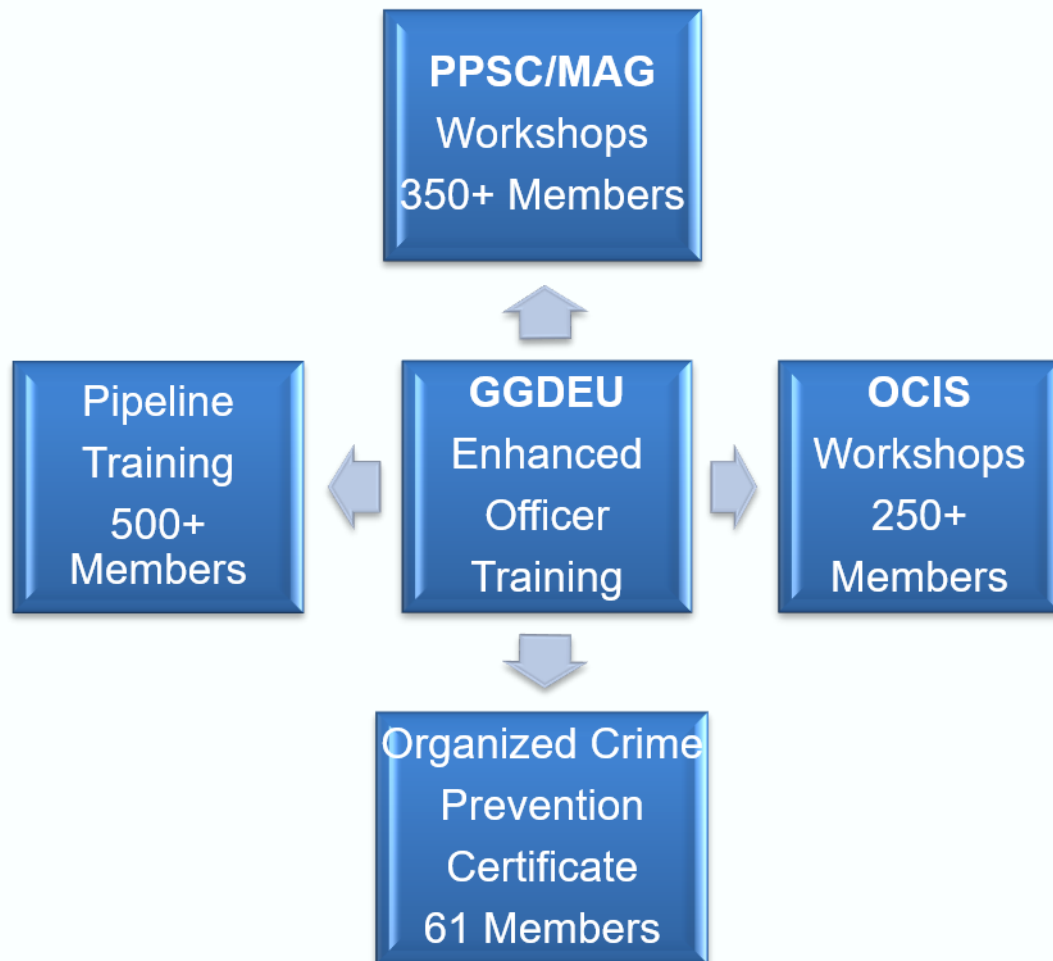 PPSC/MAG
Workshops
350+ Members
Pipeline
Training
500+
Members
GGDEU
Enhanced
Officer
Training
OCIS
Workshops
250+
Members
Organized Crime
Prevention
Certificate
61 Members